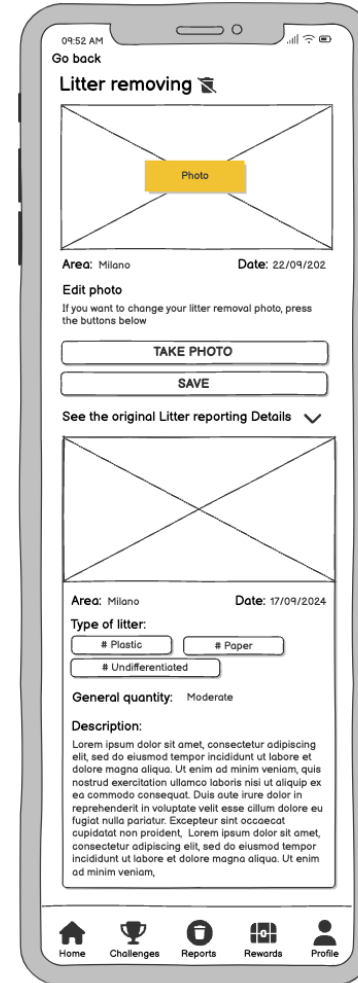 09:52 AM
Go back
Litter removing
Photo
Area: Milano Date: 22/09/202
Edit photo
If you want to change your litter removal photo, press
the buttons below
TAKE PHOTO
SAVE
See the original Litter reporting Details
Area: Milano Date: 17/09/2024
Type of litter:
# Plastic # Paper
# Undifferentiated
General quantity: Moderate
Description:
Lorem ipsum dolor sit amet, consectetur adipiscing
elit, sed do eiusmod tempor incididunt ut labore et
dolore magna aliqua. Ut enim ad minim veniam, quis
nostrud exercitation ullamco laboris nisi ut aliquip ex
ea commodo consequat. Duis aute irure dolor in
reprehenderit in voluptate velit esse cillum dolore eu
fugiat nulla pariatur. Excepteur sint occaecat
cupidatat non proident, Lorem ipsum dolor sit amet,
consectetur adipiscing elit, sed do eiusmod tempor
incididunt ut labore et dolore magna aliqua. Ut enim
ad minim veniam,
Home Challenges Reports Rewards Profile